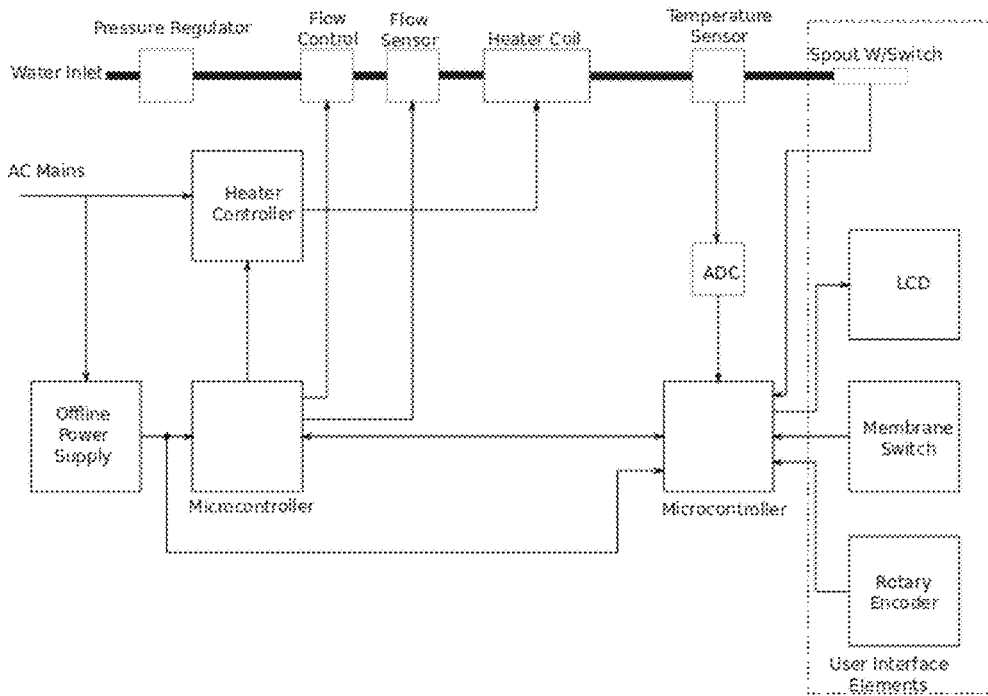 Pressure Regulator
Flow
Control
Flow
Sensor
Heater Coil
Temperature
Sensor
Spout W/Switch
Water Inlet
AC Mains
Heater
Controller
ADC
LCD
Offline
Power
Supply
Membrane
Switch
Microcontroller
Microcontroller
Rotary
Encoder
User Interface
Elements